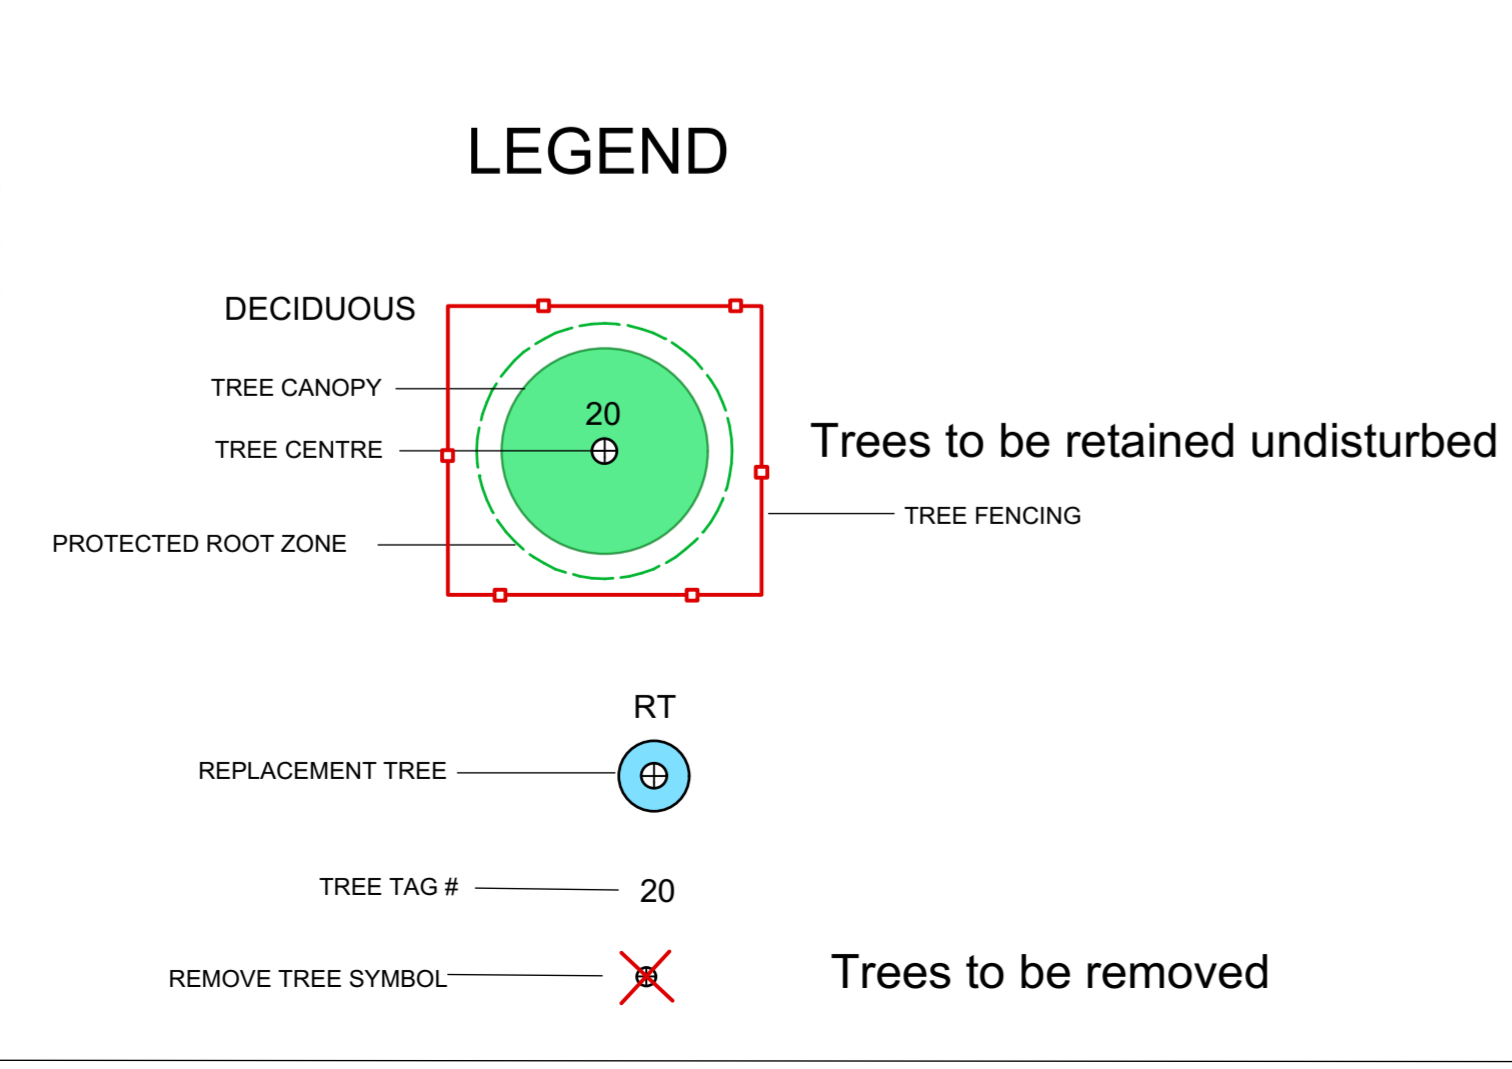 LEGEND
DECIDUOUS
TREE CANOPY
20
TREE CENTRE
Trees to be retained undisturbed
TREE FENCING
PROTECTED ROOT ZONE
RT
REPLACEMENT TREE
TREE TAG #
20
REMOVE TREE SYMBOL
Trees to be removed